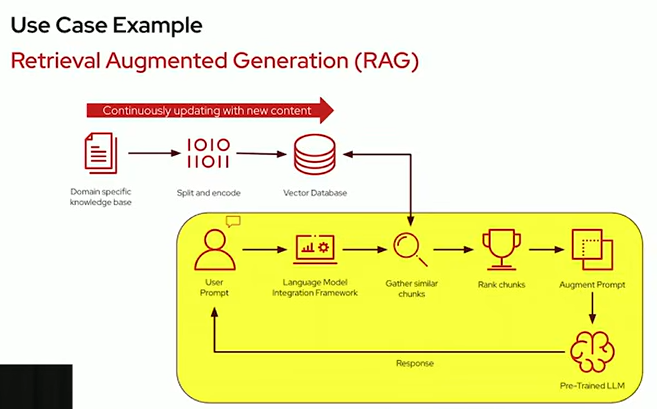 Use Case Example
Retrieval Augmented Generation (RAG)
Continuously updating with new content
1010
11011
Domain specific
knowledge base
Split and encode
Vector Database
User
Prompt
Language Model
Integration Framework
Gather similar
chunks
Rank chunks
Augment Prompt
Response
Pre-Trained LLM